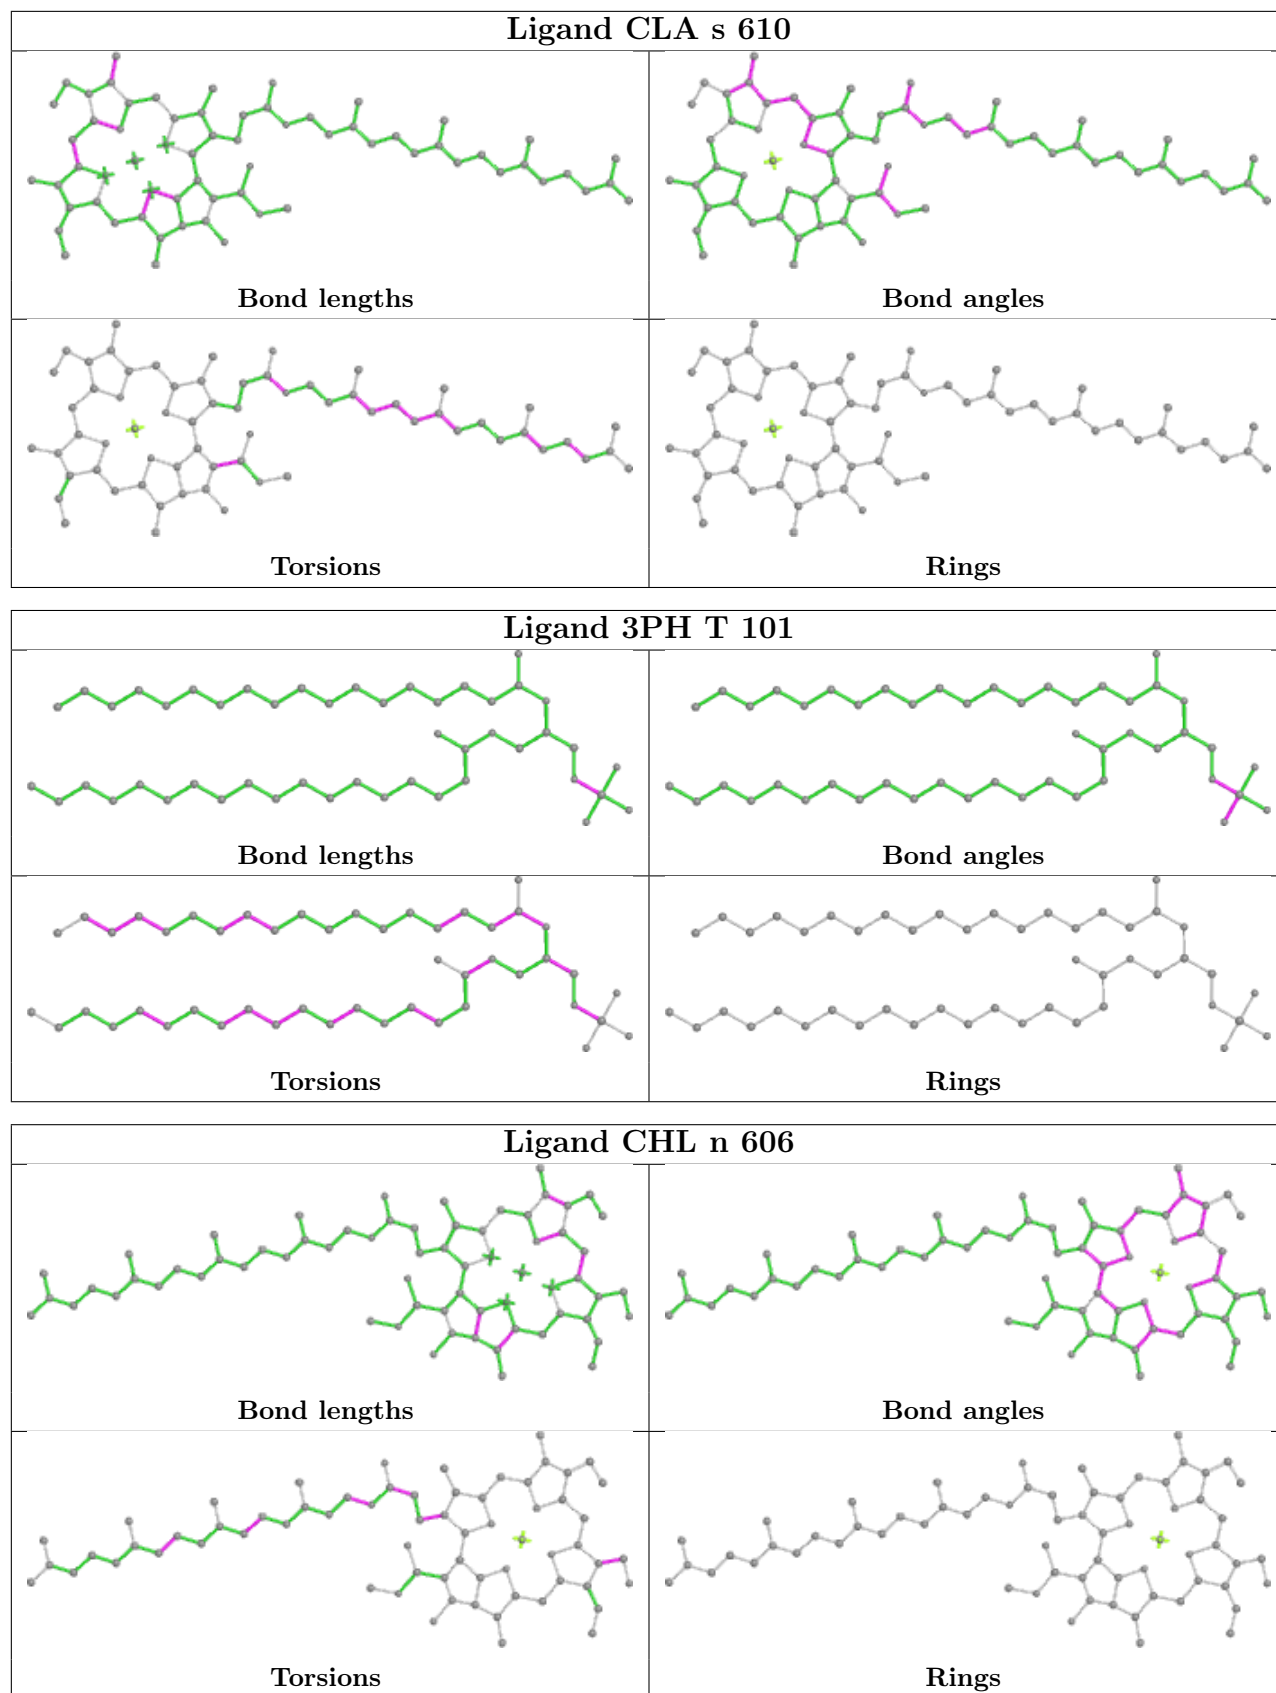 Ligand CLA s 610
Bond lengths
Bond angles
Torsions
Rings
Ligand 3PH T 101
Bond lengths
Bond angles
Torsions
Rings
Ligand CHL n 606
Bond lengths
Bond angles
Torsions
Rings